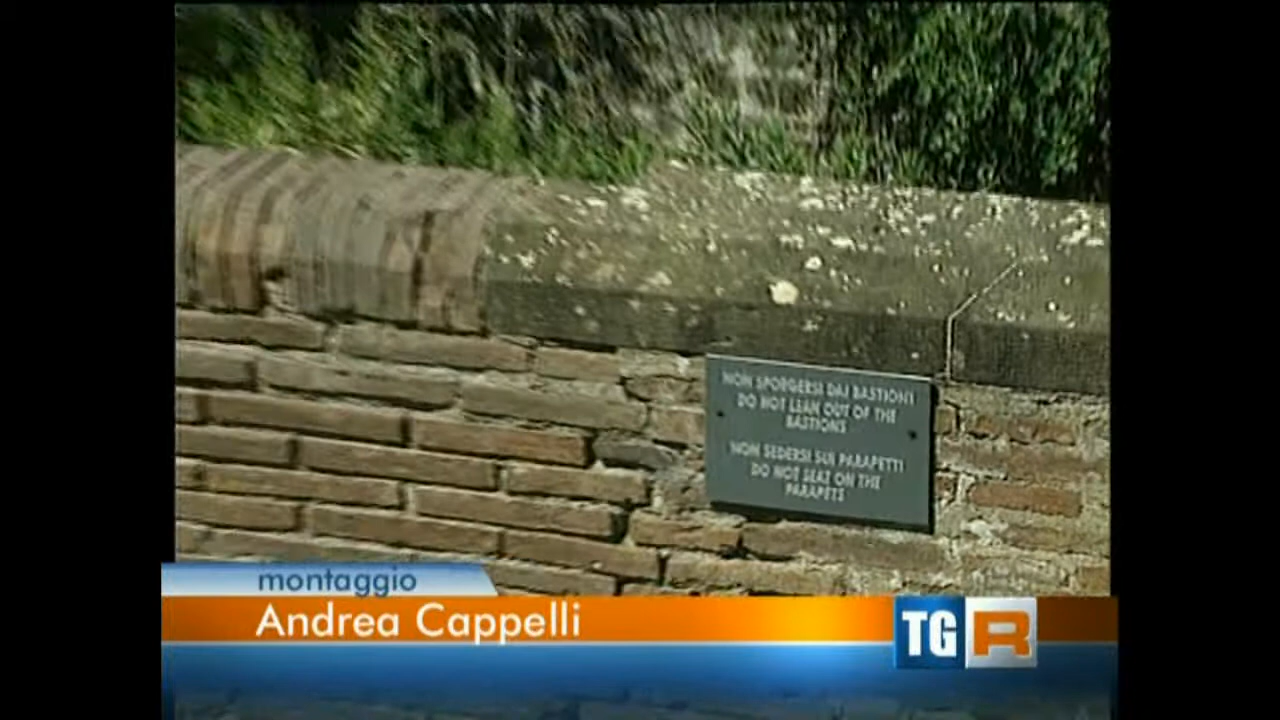 NON SPORGERSI DAI BASTIONI
DO NOT LEAN OUT OF THE
BASTIONS
NON SEDERSI SUI PARAPETTI
DO NOT SEAT ON THE
PARAPETS
montaggio
Andrea Cappelli
TGR